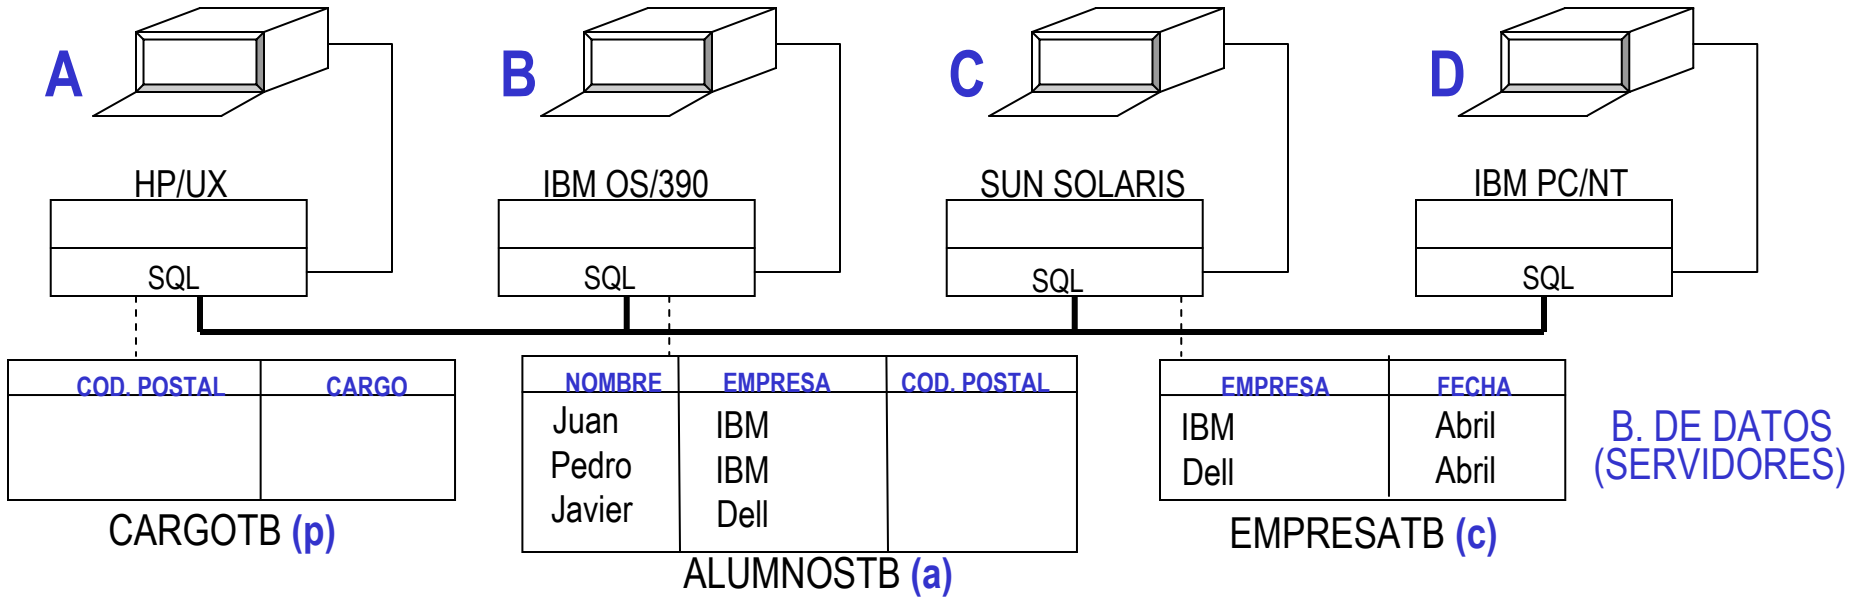 A
B
C
D
HP/UX
IBM OS/390
SUN SOLARIS
IBM PC/NT
SQL
SQL
SQL
SQL
COD. POSTAL CARGO
NOMBRE EMPRESA COD. POSTAL
Juan IBM
Pedro IBM
Javier Dell
EMPRESA FECHA
IBM Abril
Dell Abril
B. DE DATOS
(SERVIDORES)
CARGOTB (p)
ALUMNOSTB (a)
EMPRESATB (c)